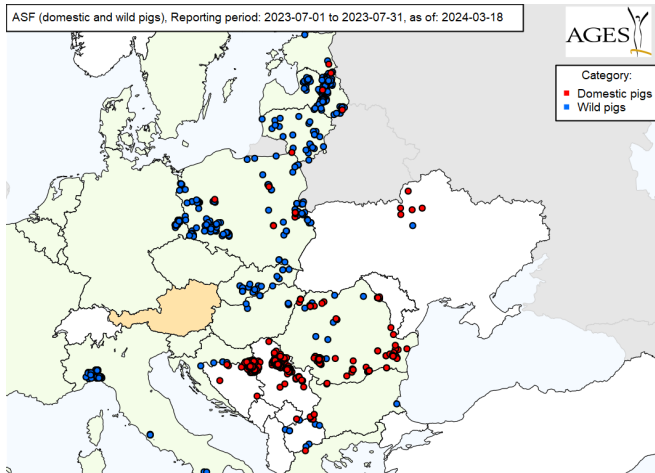 ASF (domestic and wild pigs), Reporting period: 2023-07-01 to 2023-07-31, as of: 2024-03-18
AGES
Category:
Domestic pigs
Wild pigs